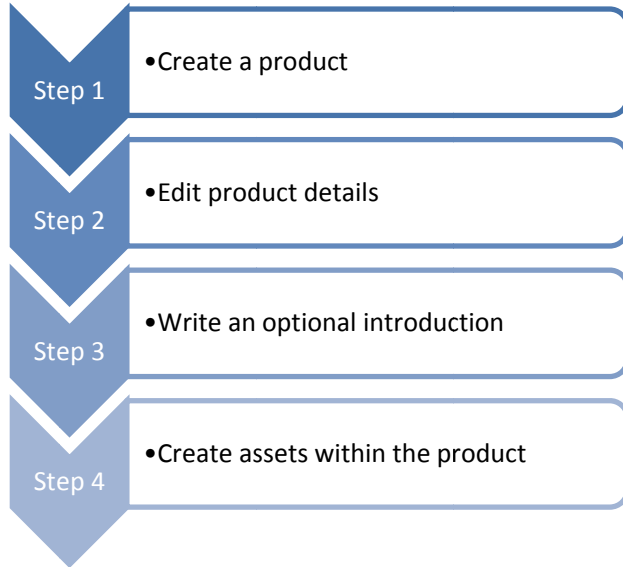 Step 1
•Create a product
Step 2
•Edit product details
Step 3
•Write an optional introduction
Step 4
•Create assets within the product